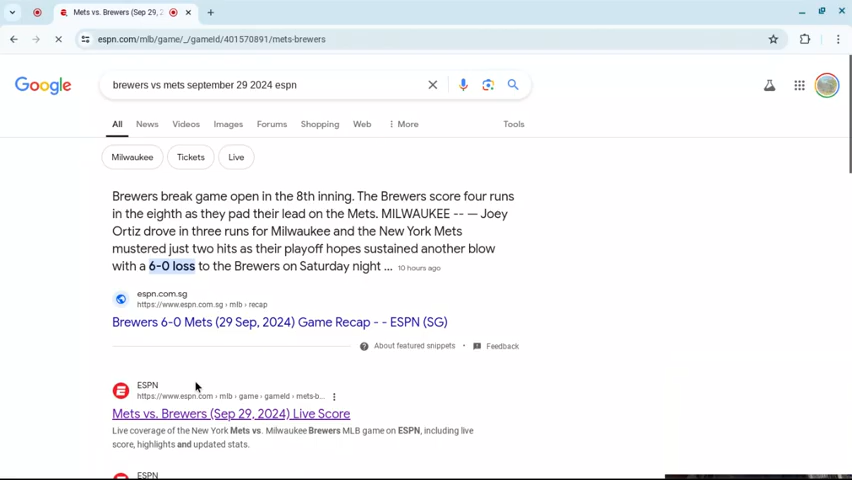 Mets vs. Brewers (Sep 29, 2
espn.com/mlb/game/_/gameId/401570891/mets-brewers
Google
brewers vs mets september 29 2024 espn
All News Videos Images Forums Shopping Web More Tools
Milwaukee Tickets Live
Brewers break game open in the 8th inning. The Brewers score four runs
in the eighth as they pad their lead on the Mets. MILWAUKEE -- — Joey
Ortiz drove in three runs for Milwaukee and the New York Mets
mustered just two hits as their playoff hopes sustained another blow
with a 6-0 loss to the Brewers on Saturday night ... 10 hours ago
espn.com.sg
https://www.espn.com.sg › mlb › recap
Brewers 6-0 Mets (29 Sep, 2024) Game Recap - - ESPN (SG)
About featured snippets • Feedback
ESPN
https://www.espn.com › mlb › game › gameId › mets-b...
Mets vs. Brewers (Sep 29, 2024) Live Score
Live coverage of the New York Mets vs. Milwaukee Brewers MLB game on ESPN, including live
score, highlights and updated stats.
ESPN